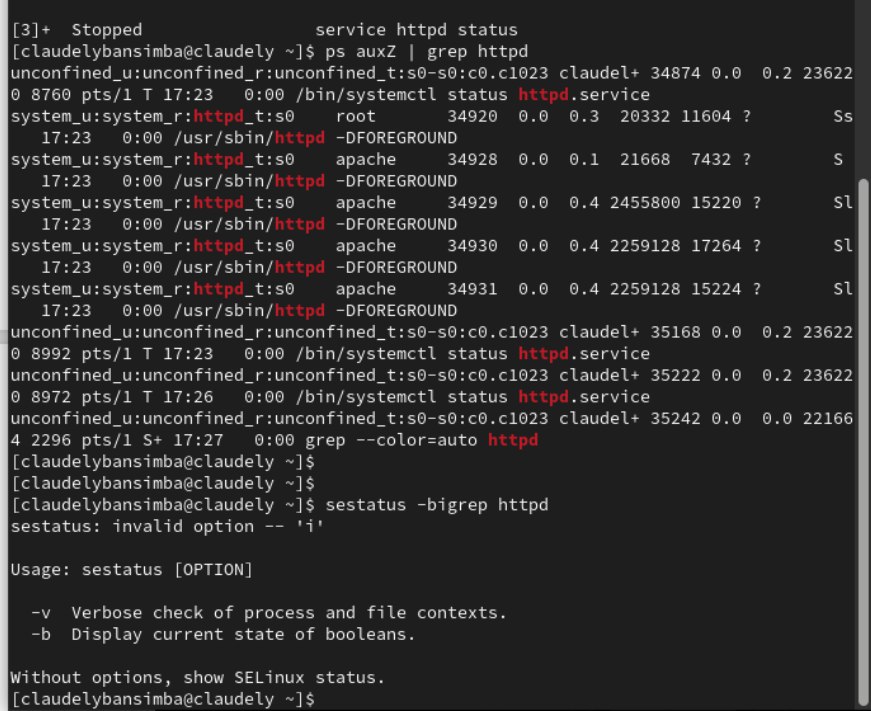 [3]+  Stopped                 service httpd status
[claudelybansimba@claudely ~]$ ps auxZ | grep httpd
unconfined_u:unconfined_r:unconfined_t:s0-s0:c0.c1023 claudel+ 34874 0.0  0.2 23622
0 8760 pts/1 T 17:23   0:00 /bin/systemctl status httpd.service
system_u:system_r:httpd_t:s0    root       34920  0.0  0.3  20332 11604 ?        Ss
   17:23   0:00 /usr/sbin/httpd -DFOREGROUND
system_u:system_r:httpd_t:s0    apache     34928  0.0  0.1  21668  7432 ?        S
   17:23   0:00 /usr/sbin/httpd -DFOREGROUND
system_u:system_r:httpd_t:s0    apache     34929  0.0  0.4 2455800 15220 ?       Sl
   17:23   0:00 /usr/sbin/httpd -DFOREGROUND
system_u:system_r:httpd_t:s0    apache     34930  0.0  0.4 2259128 17264 ?       Sl
   17:23   0:00 /usr/sbin/httpd -DFOREGROUND
system_u:system_r:httpd_t:s0    apache     34931  0.0  0.4 2259128 15224 ?       Sl
   17:23   0:00 /usr/sbin/httpd -DFOREGROUND
unconfined_u:unconfined_r:unconfined_t:s0-s0:c0.c1023 claudel+ 35168 0.0  0.2 23622
0 8992 pts/1 T 17:23   0:00 /bin/systemctl status httpd.service
unconfined_u:unconfined_r:unconfined_t:s0-s0:c0.c1023 claudel+ 35222 0.0  0.2 23622
0 8972 pts/1 T 17:26   0:00 /bin/systemctl status httpd.service
unconfined_u:unconfined_r:unconfined_t:s0-s0:c0.c1023 claudel+ 35242 0.0  0.0 22166
4 2296 pts/1 S+ 17:27   0:00 grep --color=auto httpd
[claudelybansimba@claudely ~]$
[claudelybansimba@claudely ~]$
[claudelybansimba@claudely ~]$ sestatus -bigrep httpd
sestatus: invalid option -- 'i'

Usage: sestatus [OPTION]

  -v  Verbose check of process and file contexts.
  -b  Display current state of booleans.

Without options, show SELinux status.
[claudelybansimba@claudely ~]$